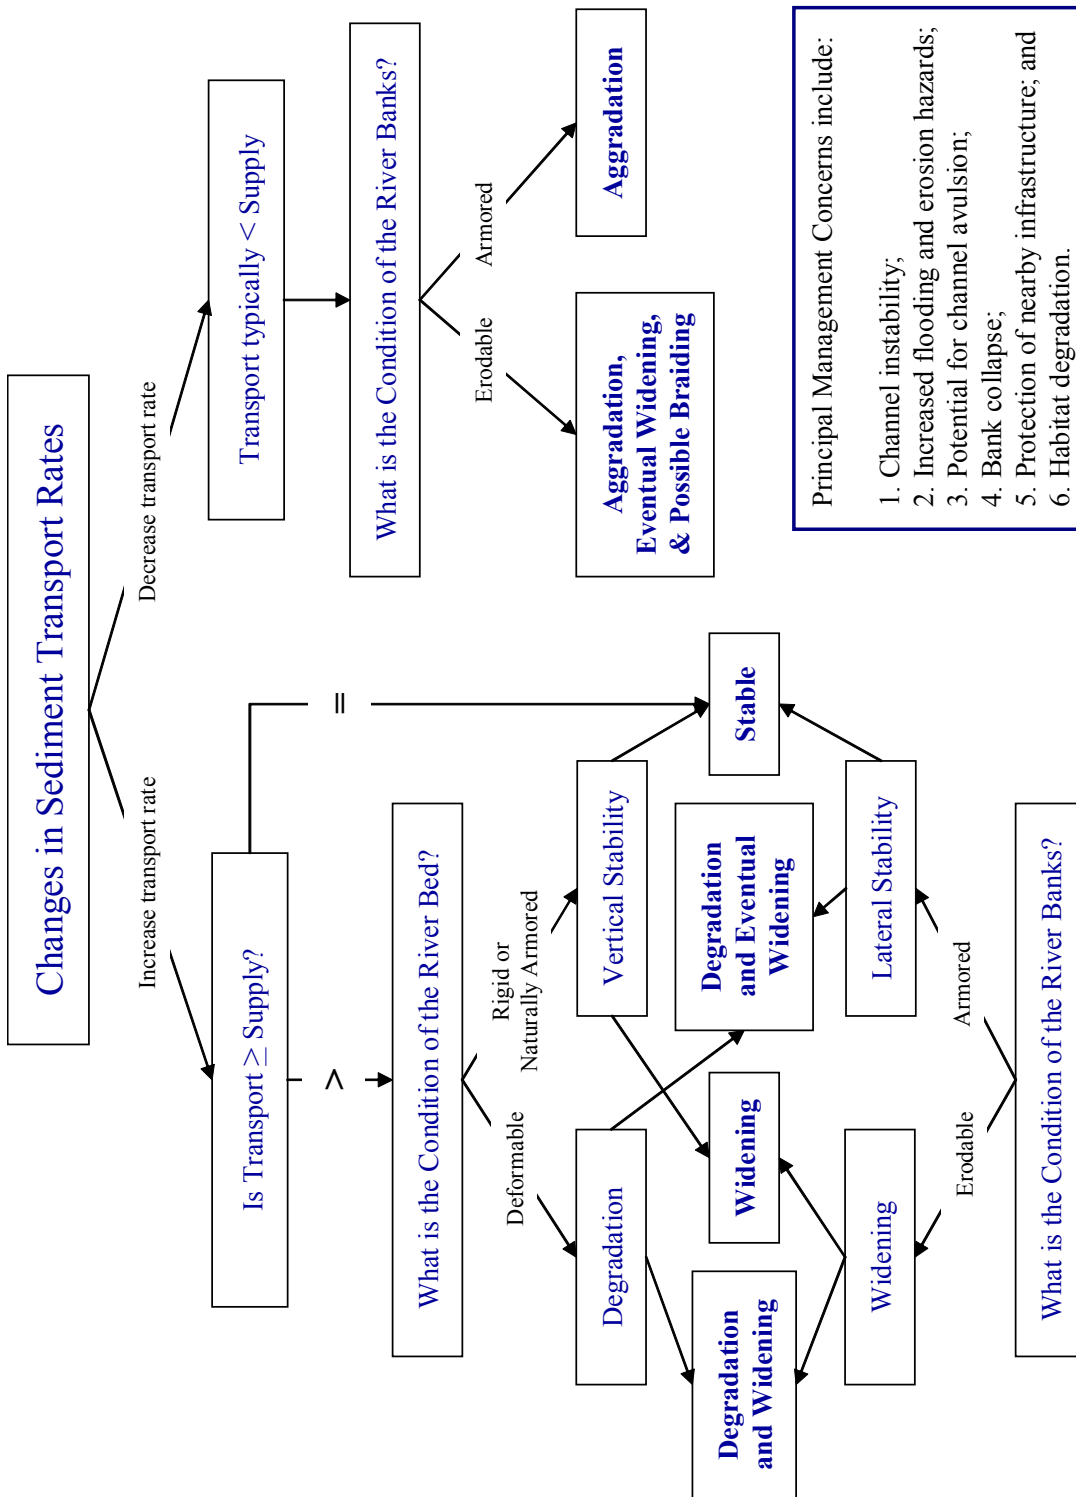 Changes in Sediment Transport Rates
Increase transport rate
Decrease transport rate
Is Transport ≥ Supply?
Transport typically < Supply
>
=
What is the Condition of the River Bed?
What is the Condition of the River Banks?
Deformable
Rigid or
Naturally Armored
Erodable
Armored
Degradation
Vertical Stability
Aggradation,
Eventual Widening,
& Possible Braiding
Aggradation
Degradation
and Widening
Widening
Degradation
and Eventual
Widening
Stable
Widening
Lateral Stability
Erodable
Armored
What is the Condition of the River Banks?
Principal Management Concerns include:
1. Channel instability;
2. Increased flooding and erosion hazards;
3. Potential for channel avulsion;
4. Bank collapse;
5. Protection of nearby infrastructure; and
6. Habitat degradation.